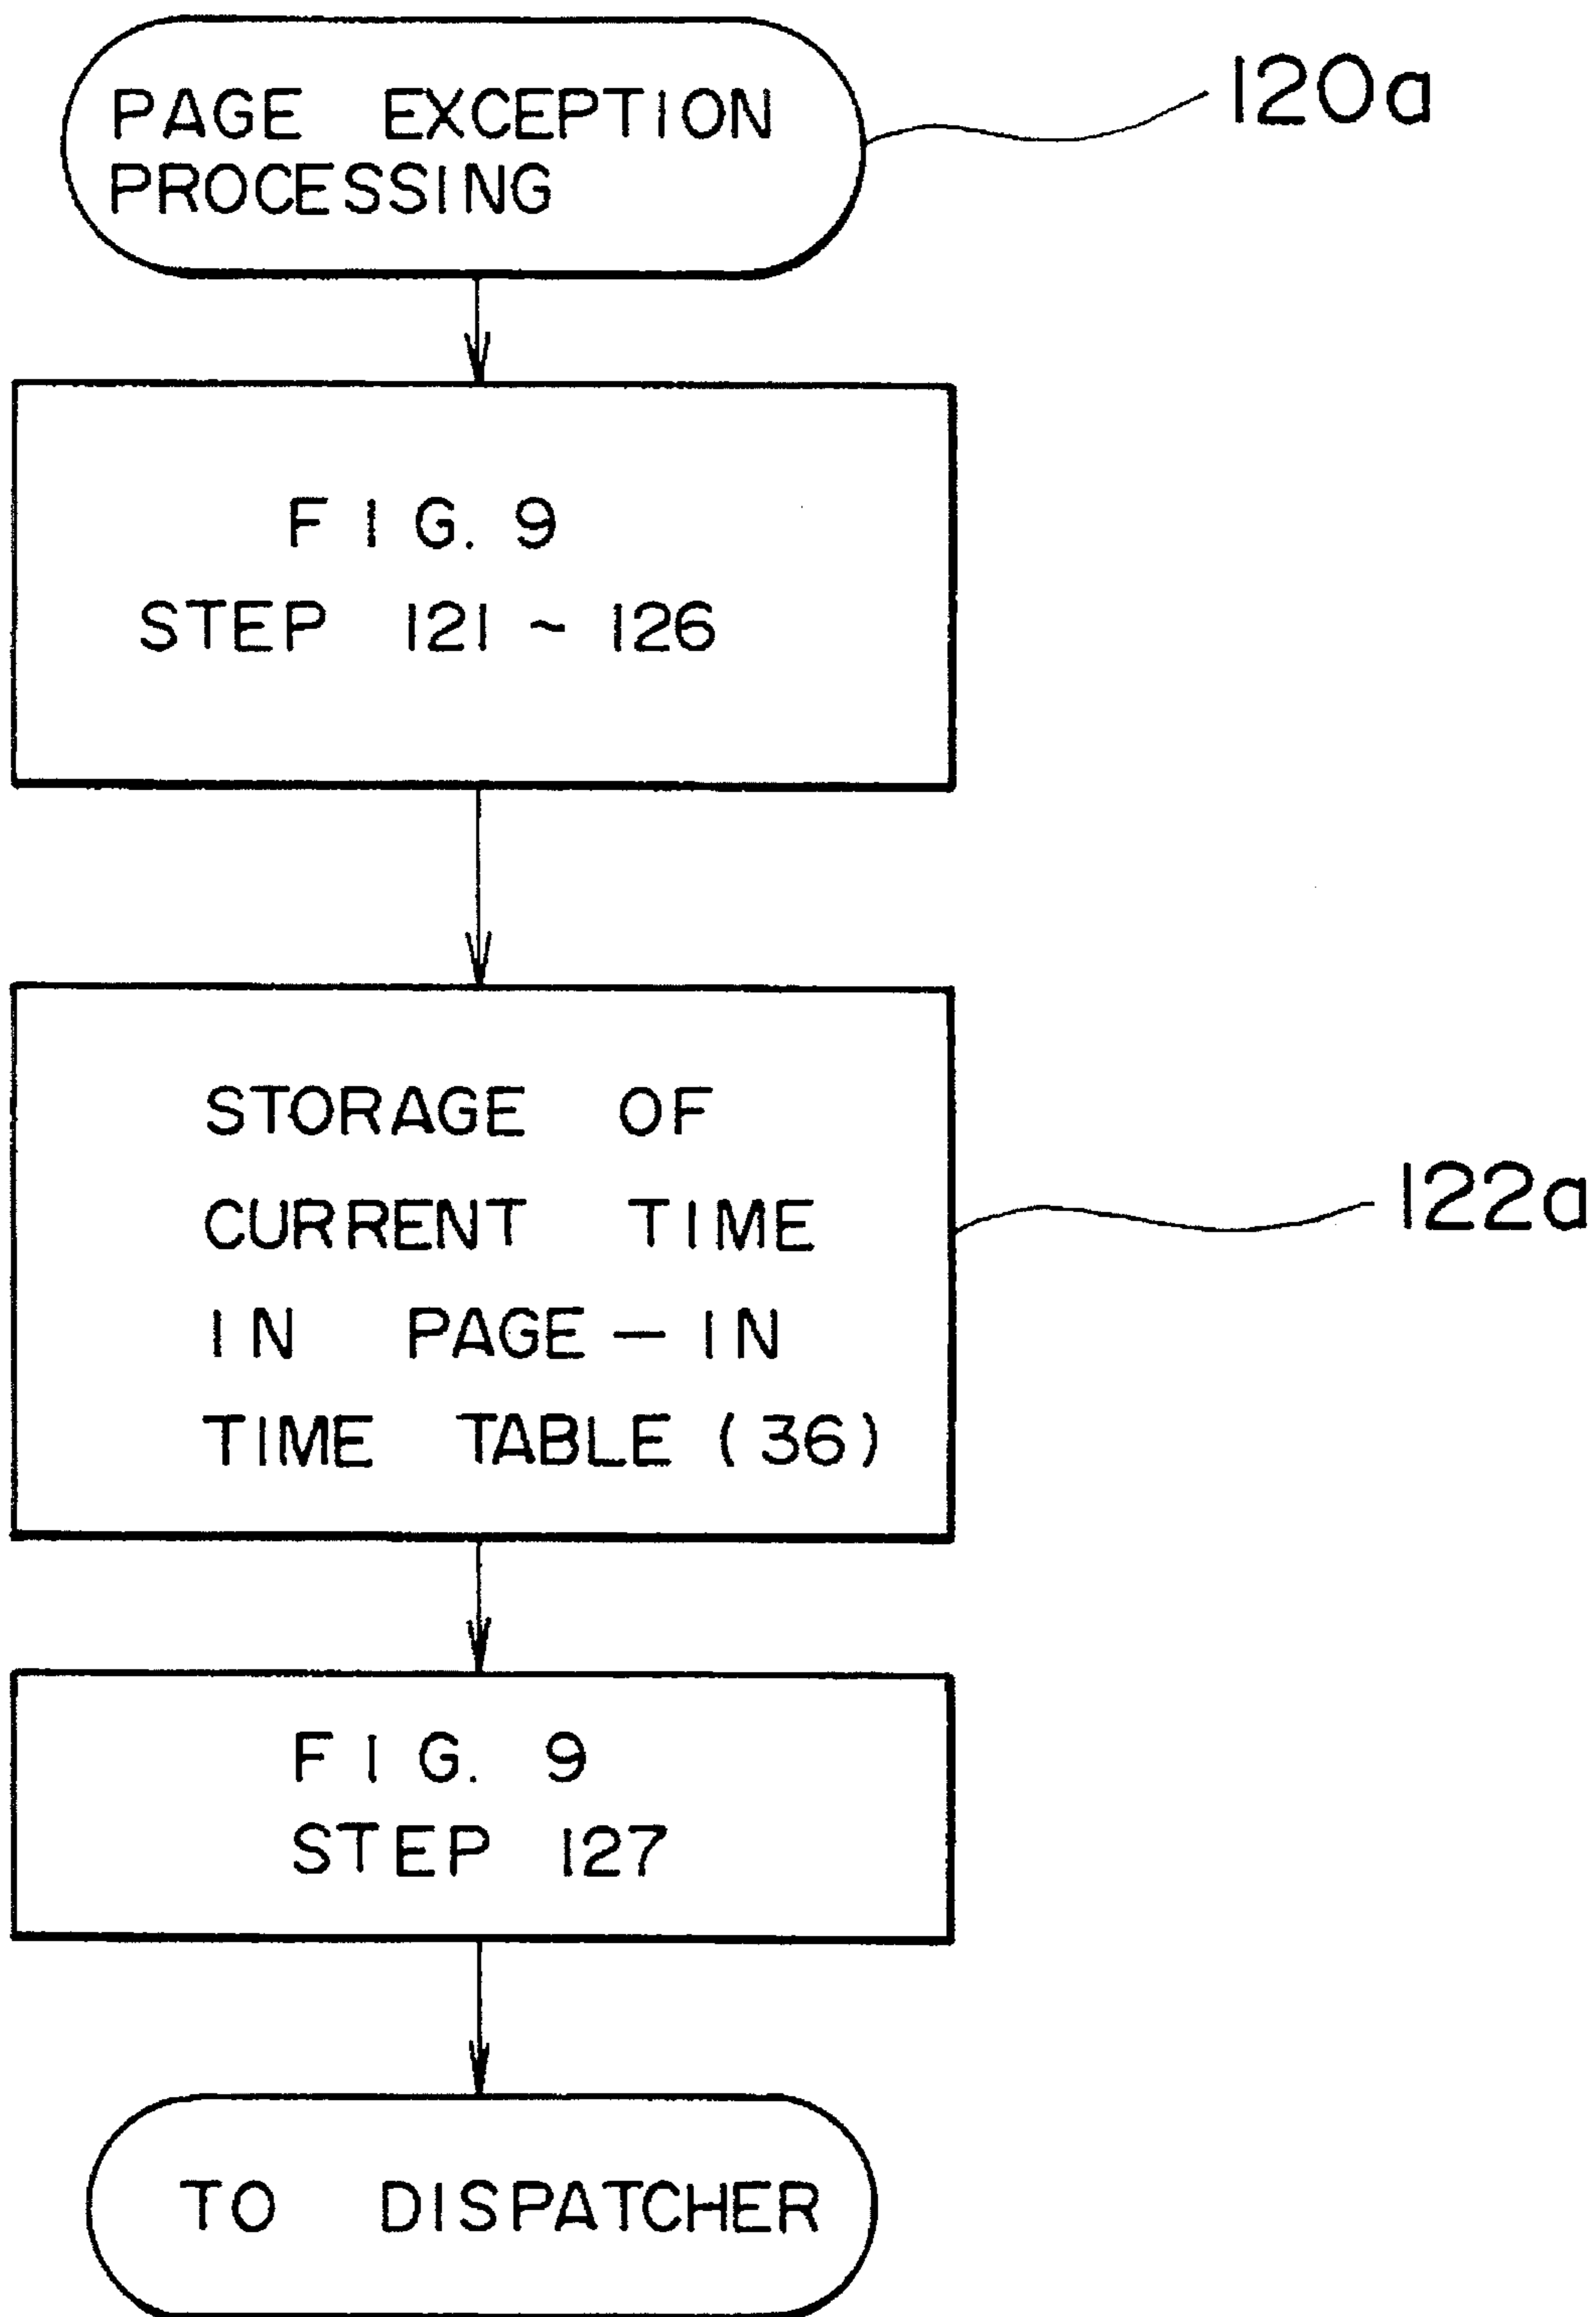 PAGE EXCEPTION
PROCESSING
120a
FIG. 9
STEP 121 ~ 126
STORAGE OF
CURRENT TIME
IN PAGE-IN
TIME TABLE (36)
122a
FIG. 9
STEP 127
TO DISPATCHER